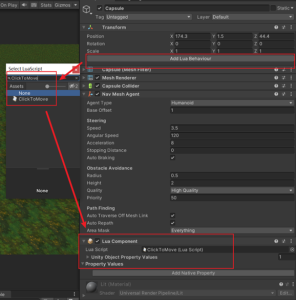 On Play
Stats
Gizmos
Select LuaScript
ClickToMove
Assets
None
ClickToMove
None
Capsule
Static
Tag
Untagged
Layer
Default
Transform
Position
X 174.3
Y 1.5
Z 44.4
Rotation
X 0
Y 0
Z 0
Scale
X 1
Y 1
Z 1
Add Lua Behaviour
Capsule (Mesh Filter)
Mesh Renderer
Capsule Collider
Nav Mesh Agent
Agent Type
Humanoid
Base Offset
1
Steering
Speed
3.5
Angular Speed
120
Acceleration
8
Stopping Distance
0
Auto Braking
Obstacle Avoidance
Radius
0.5
Height
2
Quality
High Quality
Priority
50
Path Finding
Auto Traverse Off Mesh Link
Auto Repath
Area Mask
Everything
Lua Component
Lua Script
ClickToMove (Lua Script)
Unity Object Property Values
1
Property Values
Add Native Property
Lit (Material)
Shader
Universal Render Pipeline/Lit
Edit...